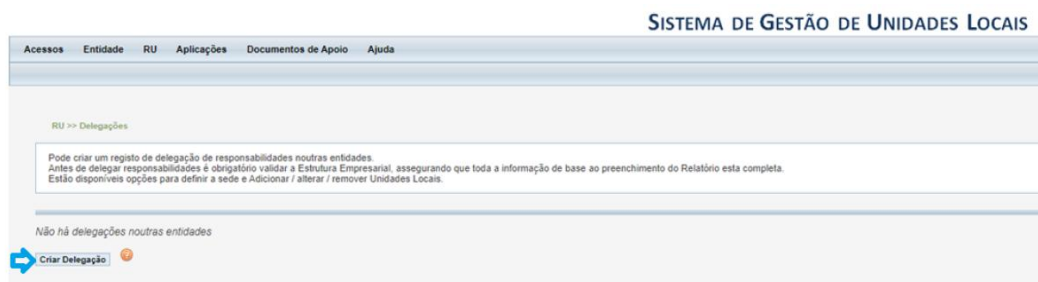 SISTEMA DE GESTÃO DE UNIDADES LOCAIS
Acessos Entidade RU Aplicações Documentos de Apoio Ajuda
RU >> Delegações
Pode criar um registo de delegação de responsabilidades noutras entidades.
Antes de delegar responsabilidades é obrigatório validar a Estrutura Empresarial, assegurando que toda a informação de base ao preenchimento do Relatório esta completa.
Estão disponíveis opções para definir a sede e Adicionar / alterar / remover Unidades Locais.
Não há delegações noutras entidades
Criar Delegação ?